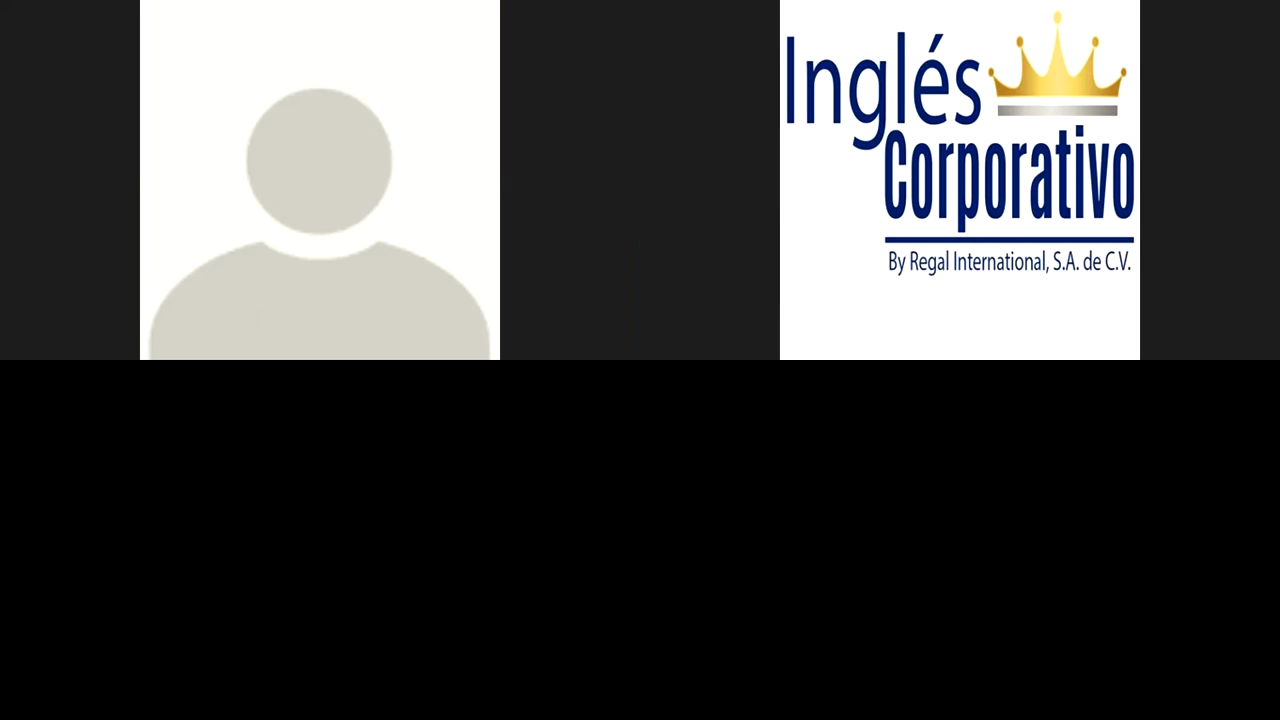 Inglés
Corporativo
By Regal International, S.A. de C.V.